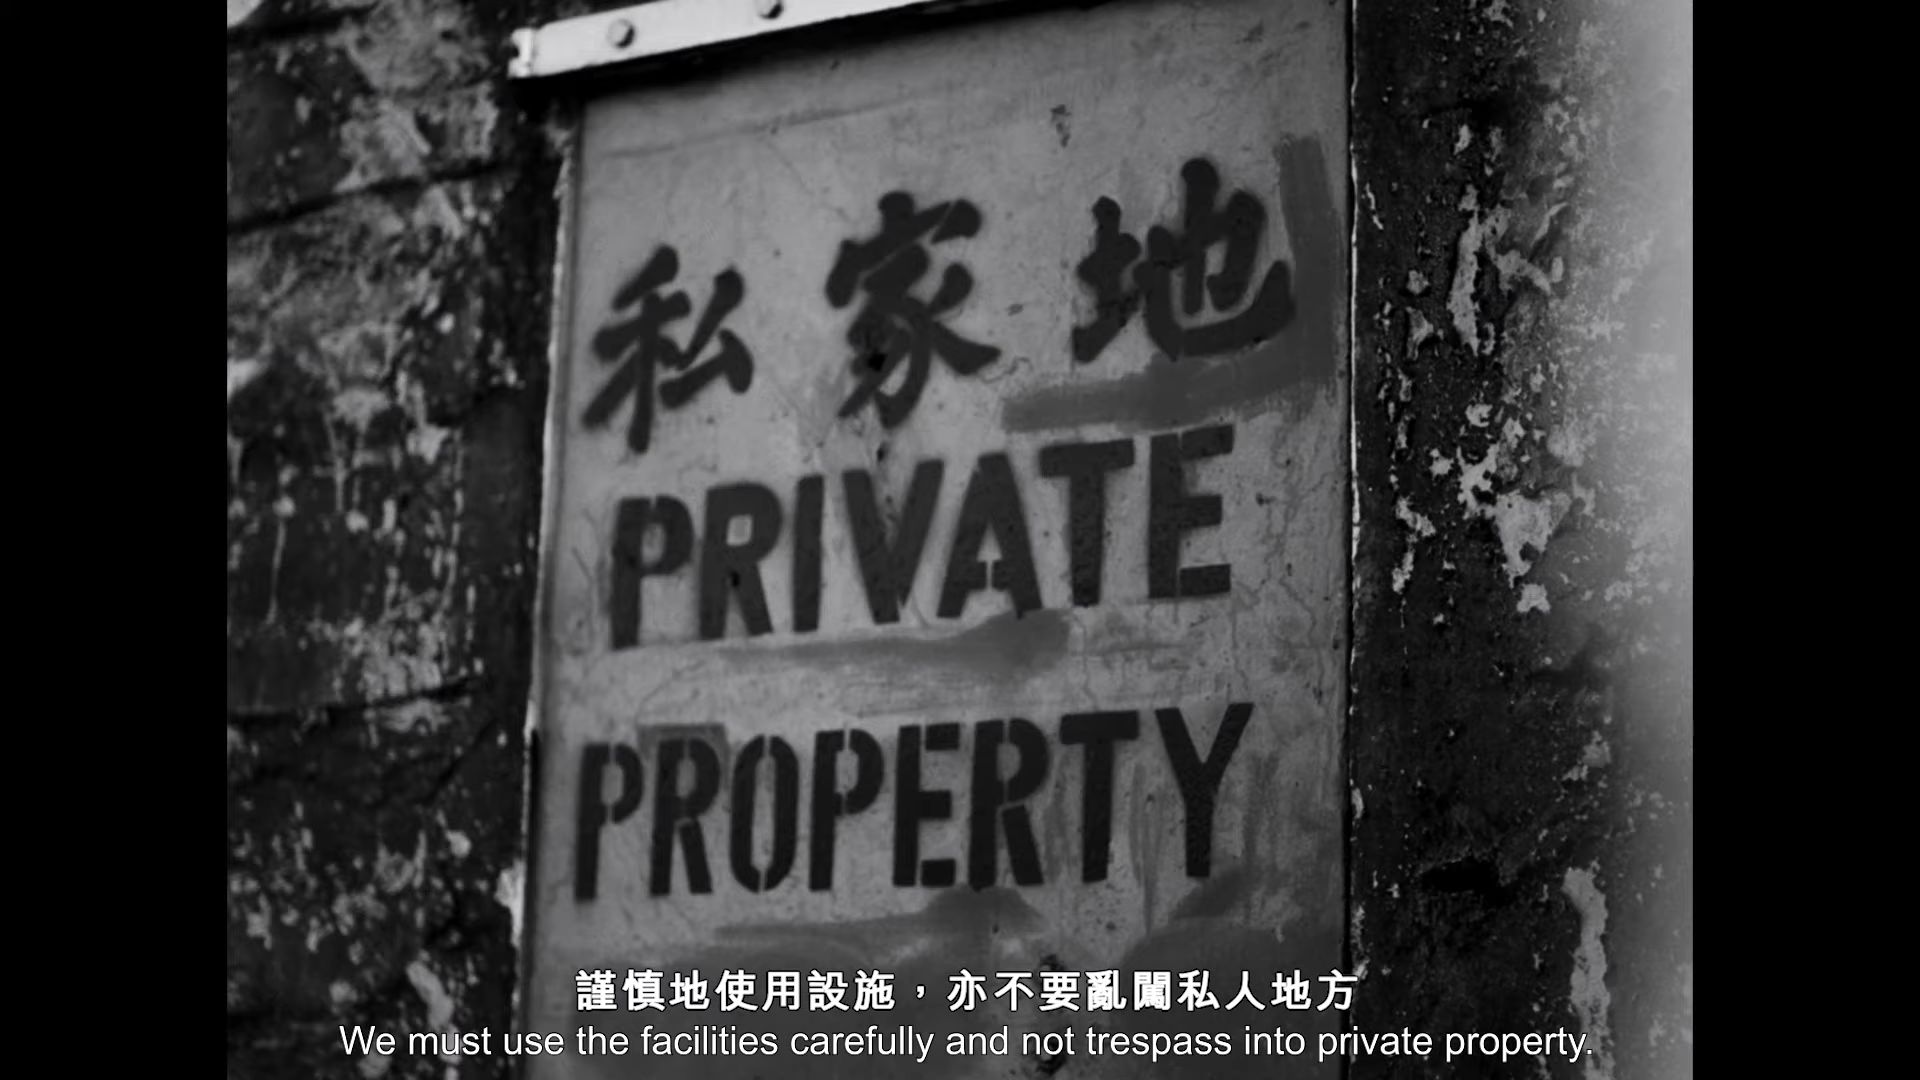 私家地
PRIVATE
PROPERTY
謹慎地使用設施，亦不要亂闖私人地方
We must use the facilities carefully and not trespass into private property.